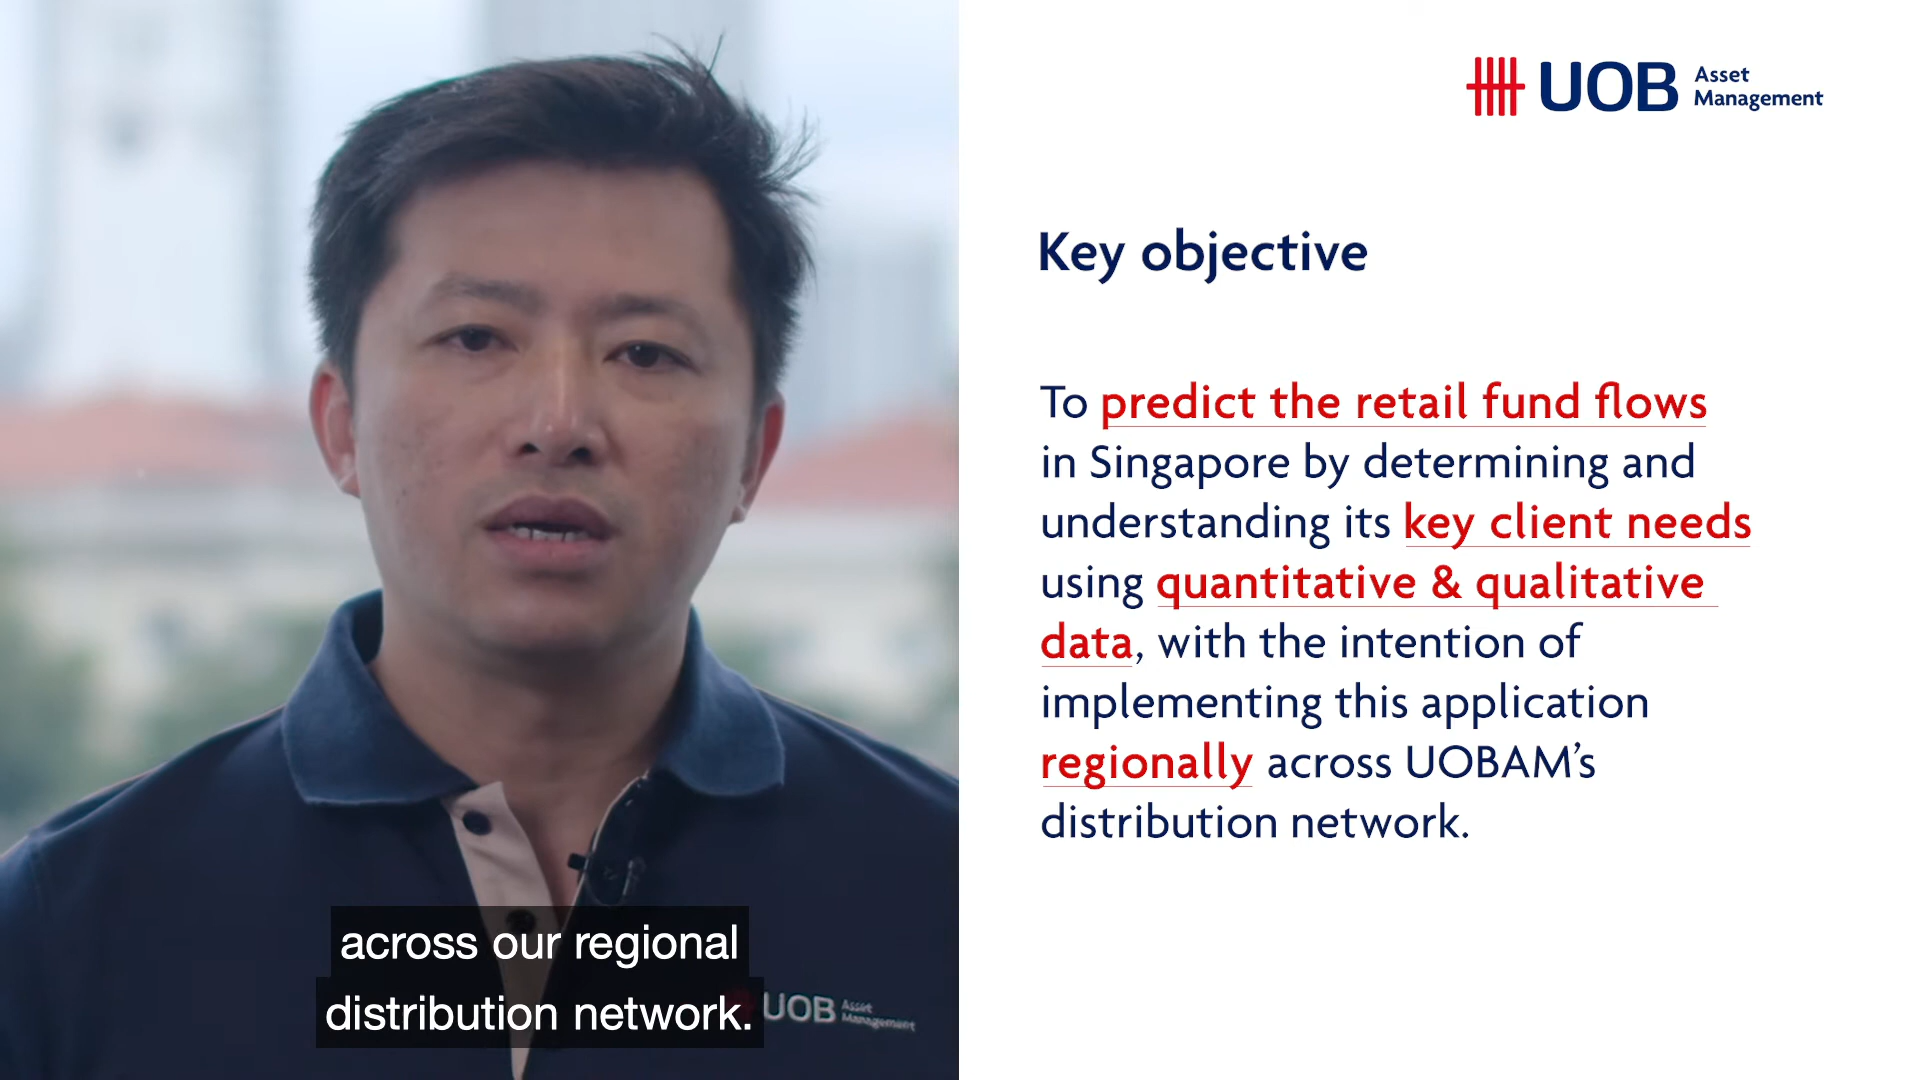 UOB Asset
Management
Key objective
To predict the retail fund flows
in Singapore by determining and
understanding its key client needs
using quantitative & qualitative
data, with the intention of
implementing this application
regionally across UOBAM’s
distribution network.
across our regional
distribution network.
UOB Asset
Management